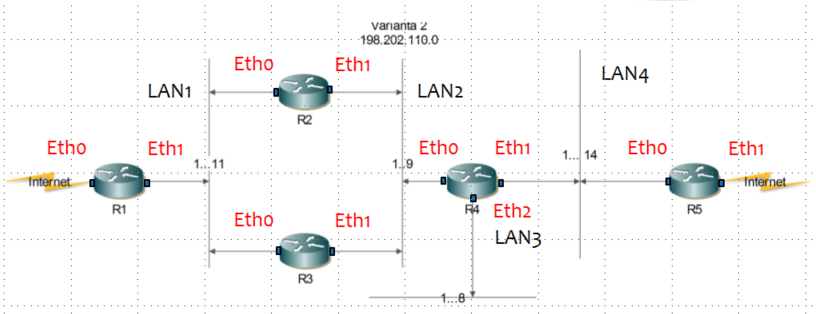 Varianta 2
198.202.110.0
Eth0
Eth1
LAN1
LAN2
LAN4
R2
Eth0
Eth1
1...11
1..9
Eth0
Eth1
1... 14
Eth0
Eth1
Internet
R1
R4
Eth2
R5
Internet
LAN3
Eth0
Eth1
R3
1...8